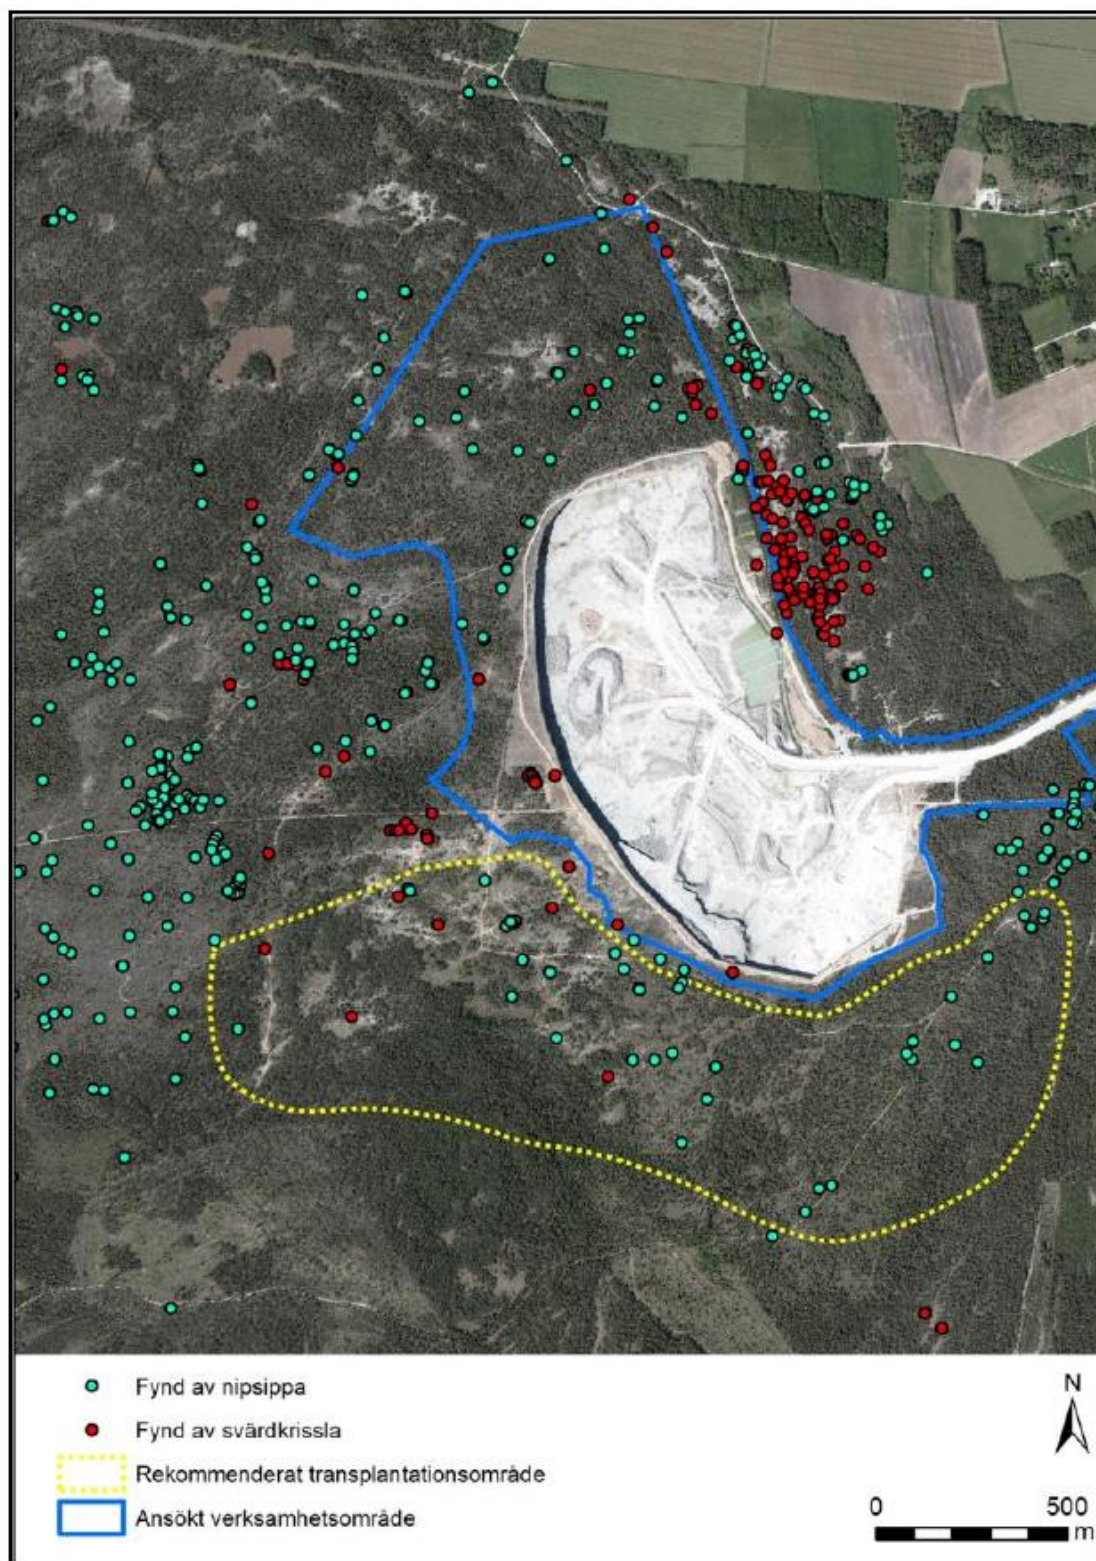 Fynd av nipsippa
Fynd av svärdkrissla
Rekommenderat transplantationsområde
Ansökt verksamhetsområde
N
0 500
m